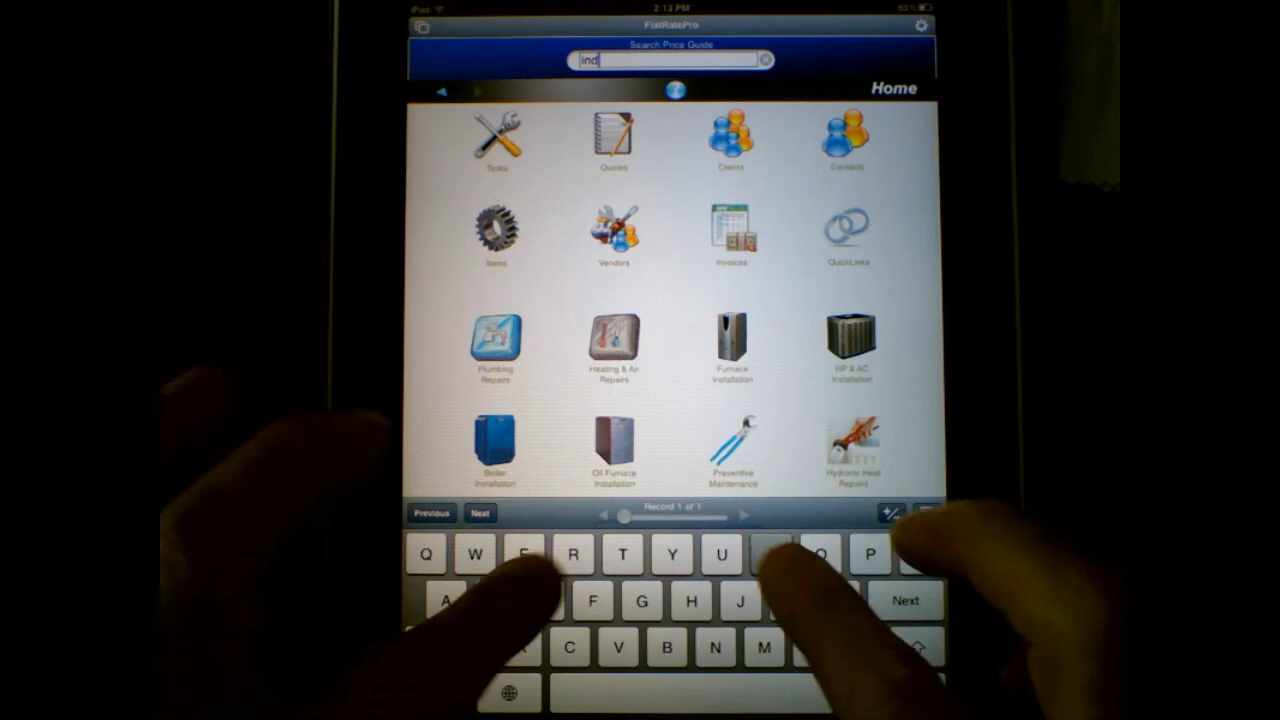 iPad 2:13 PM 63%
FlatRatePro
Search Price Guide
ind
Home
Tasks Quotes Clients Contacts
Items Vendors Invoices QuickLinks
Plumbing Repairs
Heating & Air Repairs
Furnace Installation
HP & AC Installation
Boiler Installation
Oil Furnace Installation
Preventive Maintenance
Hydronic Heat Repairs
Previous Next Record 1 of 1 +/-
Q W E R T Y U O P
A F G H J Next
X C V B N M